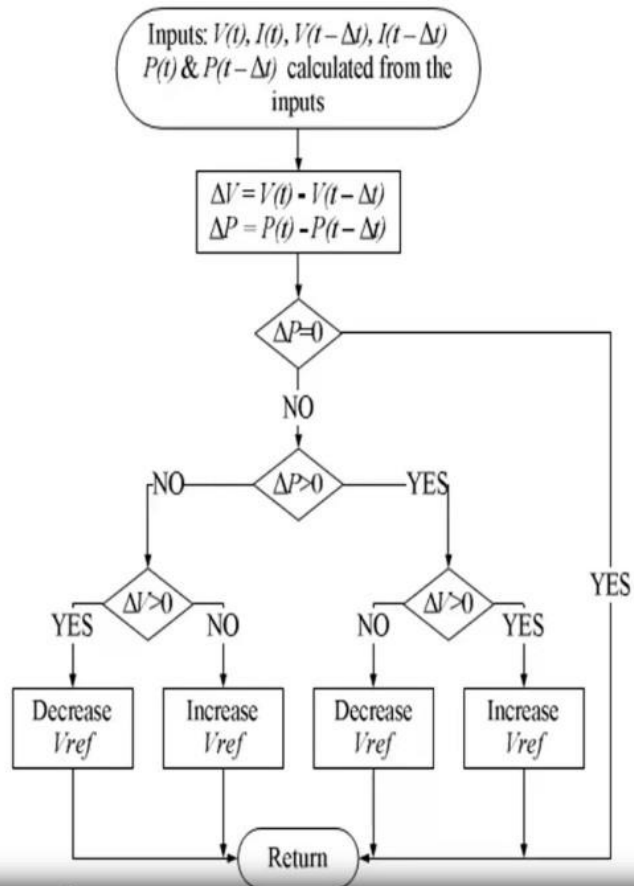 Inputs: V(t), I(t), V(t – Δt), I(t – Δt)
P(t) & P(t – Δt) calculated from the
inputs
ΔV = V(t) - V(t – Δt)
ΔP = P(t) - P(t – Δt)
ΔP=0
NO
ΔP>0
NO
YES
YES
ΔV>0
ΔV>0
YES
NO
NO
YES
Decrease
Vref
Increase
Vref
Decrease
Vref
Increase
Vref
Return